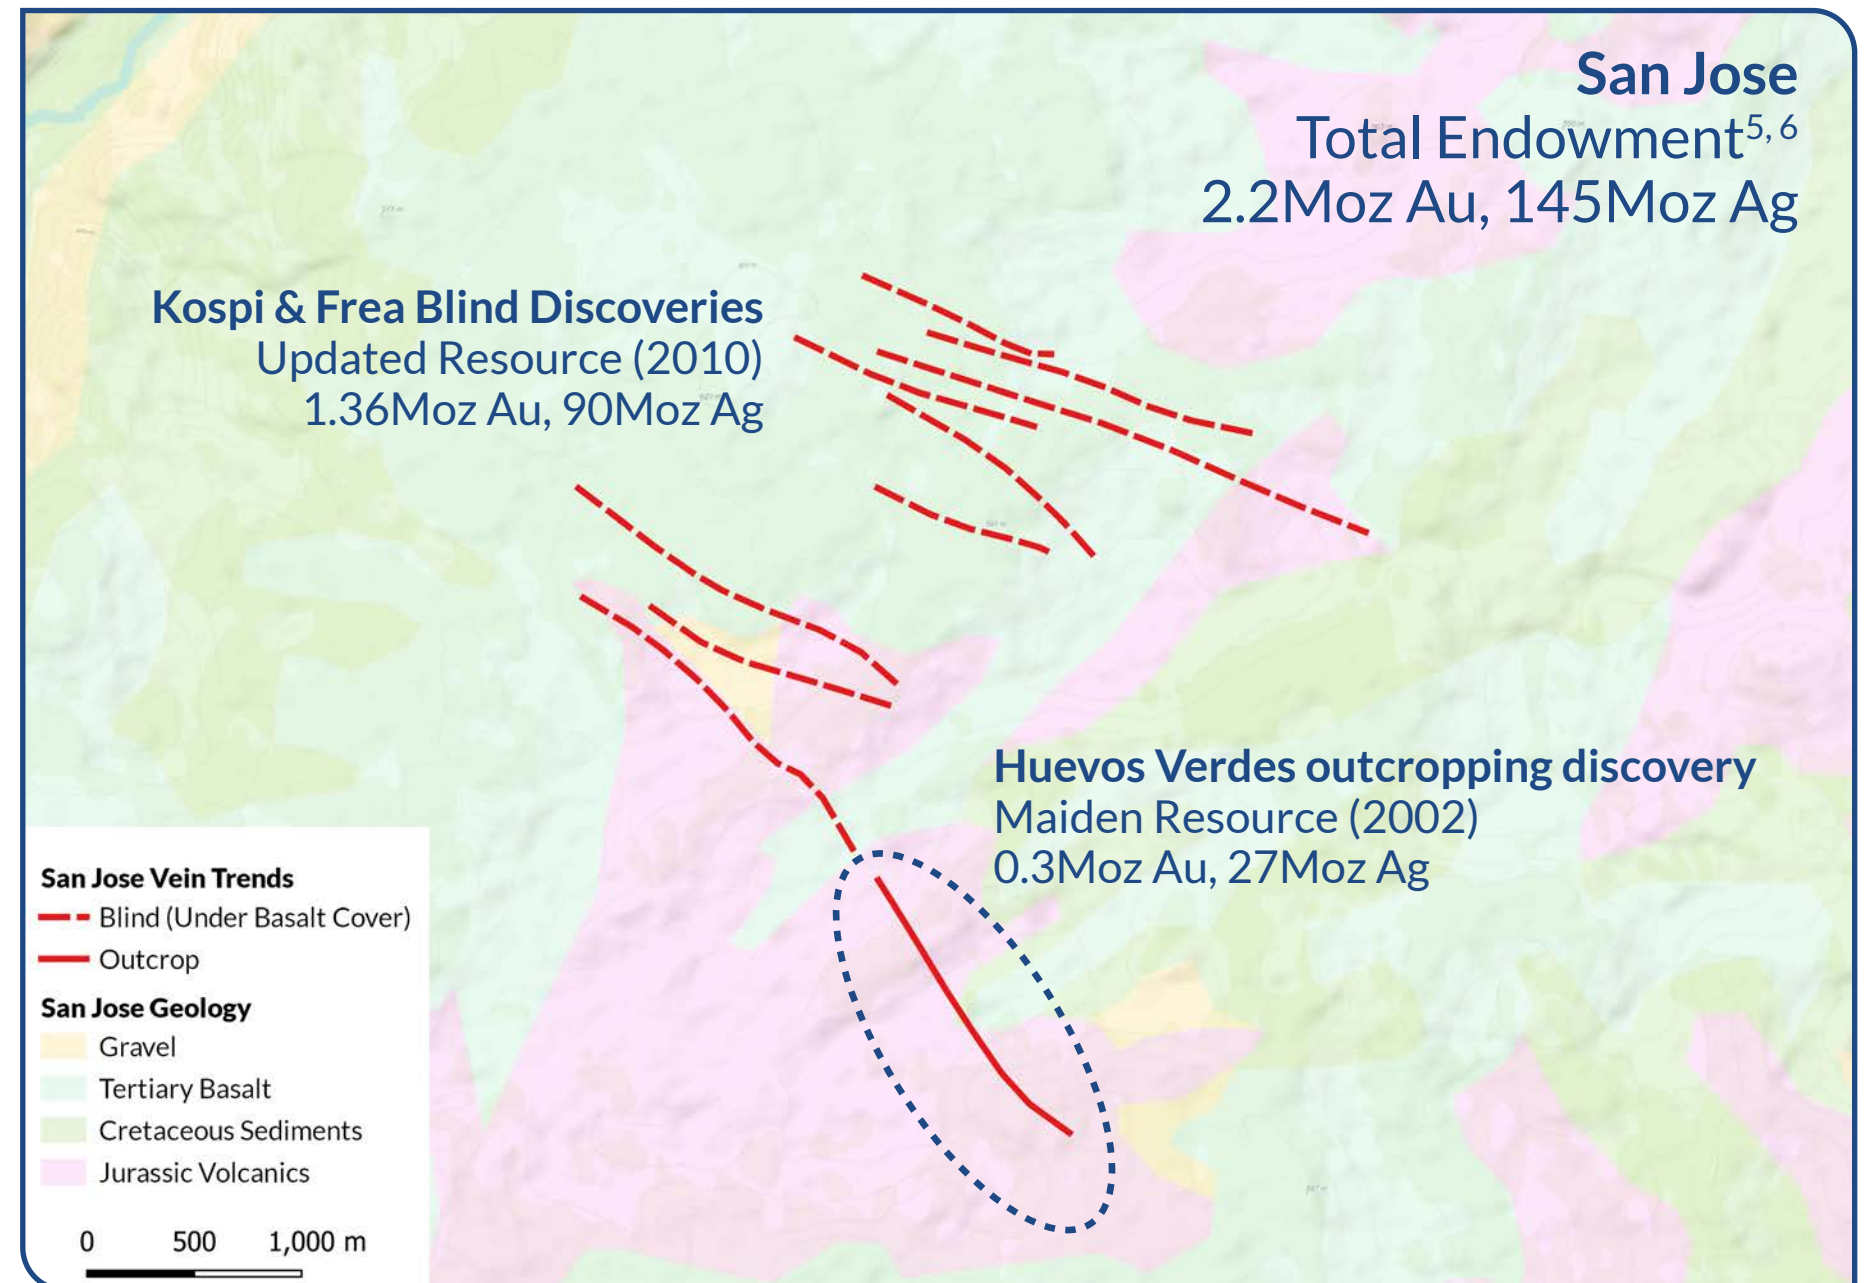 San Jose
Total Endowment5, 6
2.2Moz Au, 145Moz Ag
Kospi & Frea Blind Discoveries
Updated Resource (2010)
1.36Moz Au, 90Moz Ag
Huevos Verdes outcropping discovery
Maiden Resource (2002)
0.3Moz Au, 27Moz Ag
San Jose Vein Trends
Blind (Under Basalt Cover)
Outcrop
San Jose Geology
Gravel
Tertiary Basalt
Cretaceous Sediments
Jurassic Volcanics
0 500 1,000 m